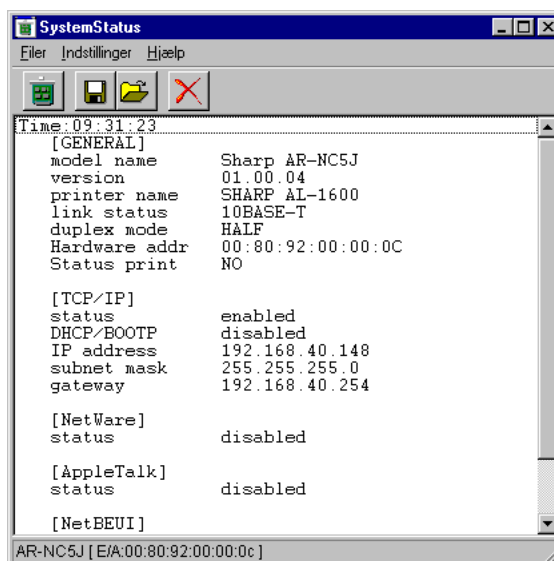 SystemStatus
Filer Indstillinger Hjælp
Time:09:31:23
[GENERAL]
model name Sharp AR-NC5J
version 01.00.04
printer name SHARP AL-1600
link status 10BASE-T
duplex mode HALF
Hardware addr 00:80:92:00:00:0C
Status print NO
[TCP/IP]
status enabled
DHCP/BOOTP disabled
IP address 192.168.40.148
subnet mask 255.255.255.0
gateway 192.168.40.254
[NetWare]
status disabled
[AppleTalk]
status disabled
[NetBEUI]
AR-NC5J [ E/A:00:80:92:00:00:0c ]